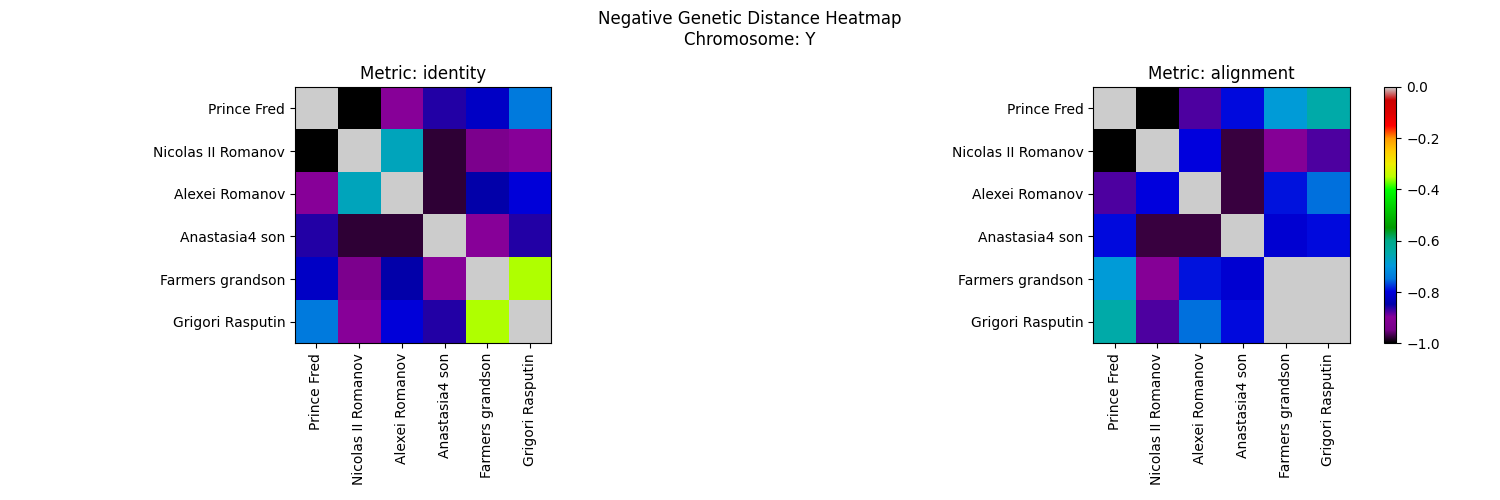 Negative Genetic Distance Heatmap
Chromosome: Y
Metric: identity
Prince Fred
Nicolas II Romanov
Alexei Romanov
Anastasia4 son
Farmers grandson
Grigori Rasputin
Prince Fred
Nicolas II Romanov
Alexei Romanov
Anastasia4 son
Farmers grandson
Grigori Rasputin
Metric: alignment
Prince Fred
Nicolas II Romanov
Alexei Romanov
Anastasia4 son
Farmers grandson
Grigori Rasputin
Prince Fred
Nicolas II Romanov
Alexei Romanov
Anastasia4 son
Farmers grandson
Grigori Rasputin
0.0
−0.2
−0.4
−0.6
−0.8
−1.0